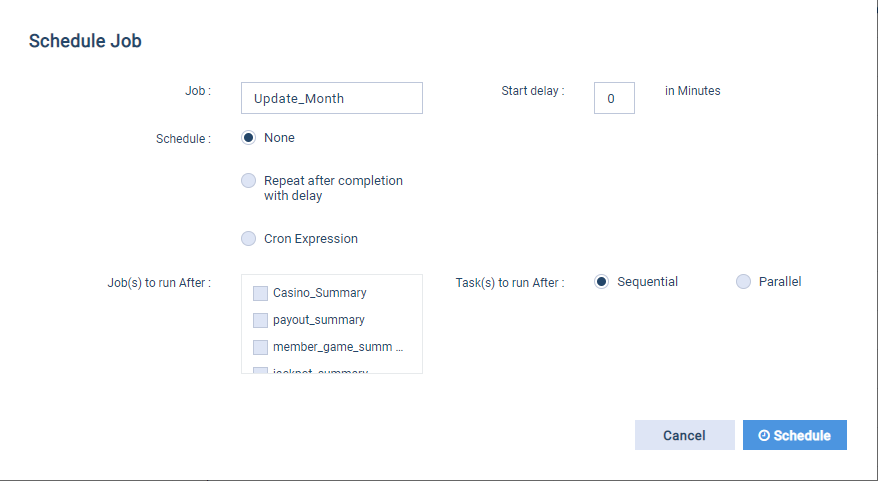 Schedule Job
Job :
Update_Month
Start delay :
0
in Minutes
Schedule :
None
Repeat after completion
with delay
Cron Expression
Job(s) to run After :
Casino_Summary
payout_summary
member_game_summ ...
jackpot_summary
Task(s) to run After :
Sequential
Parallel
Cancel
Schedule